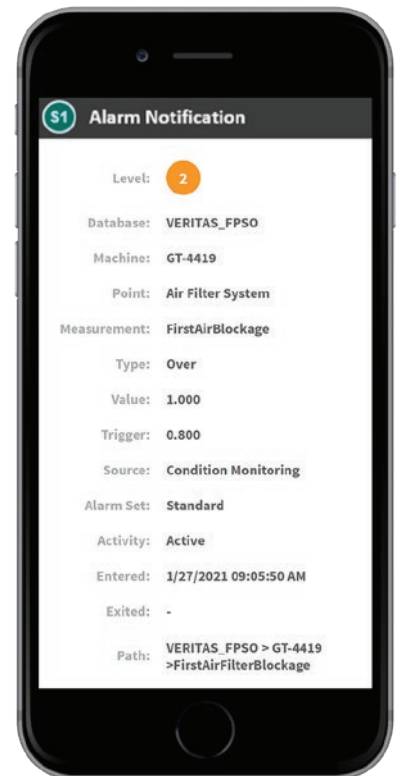 S1 Alarm Notification
Level: 2
Database: VERITAS_FPSO
Machine: GT-4419
Point: Air Filter System
Measurement: FirstAirBlockage
Type: Over
Value: 1.000
Trigger: 0.800
Source: Condition Monitoring
Alarm Set: Standard
Activity: Active
Entered: 1/27/2021 09:05:50 AM
Exited: -
Path: VERITAS_FPSO > GT-4419
>FirstAirFilterBlockage